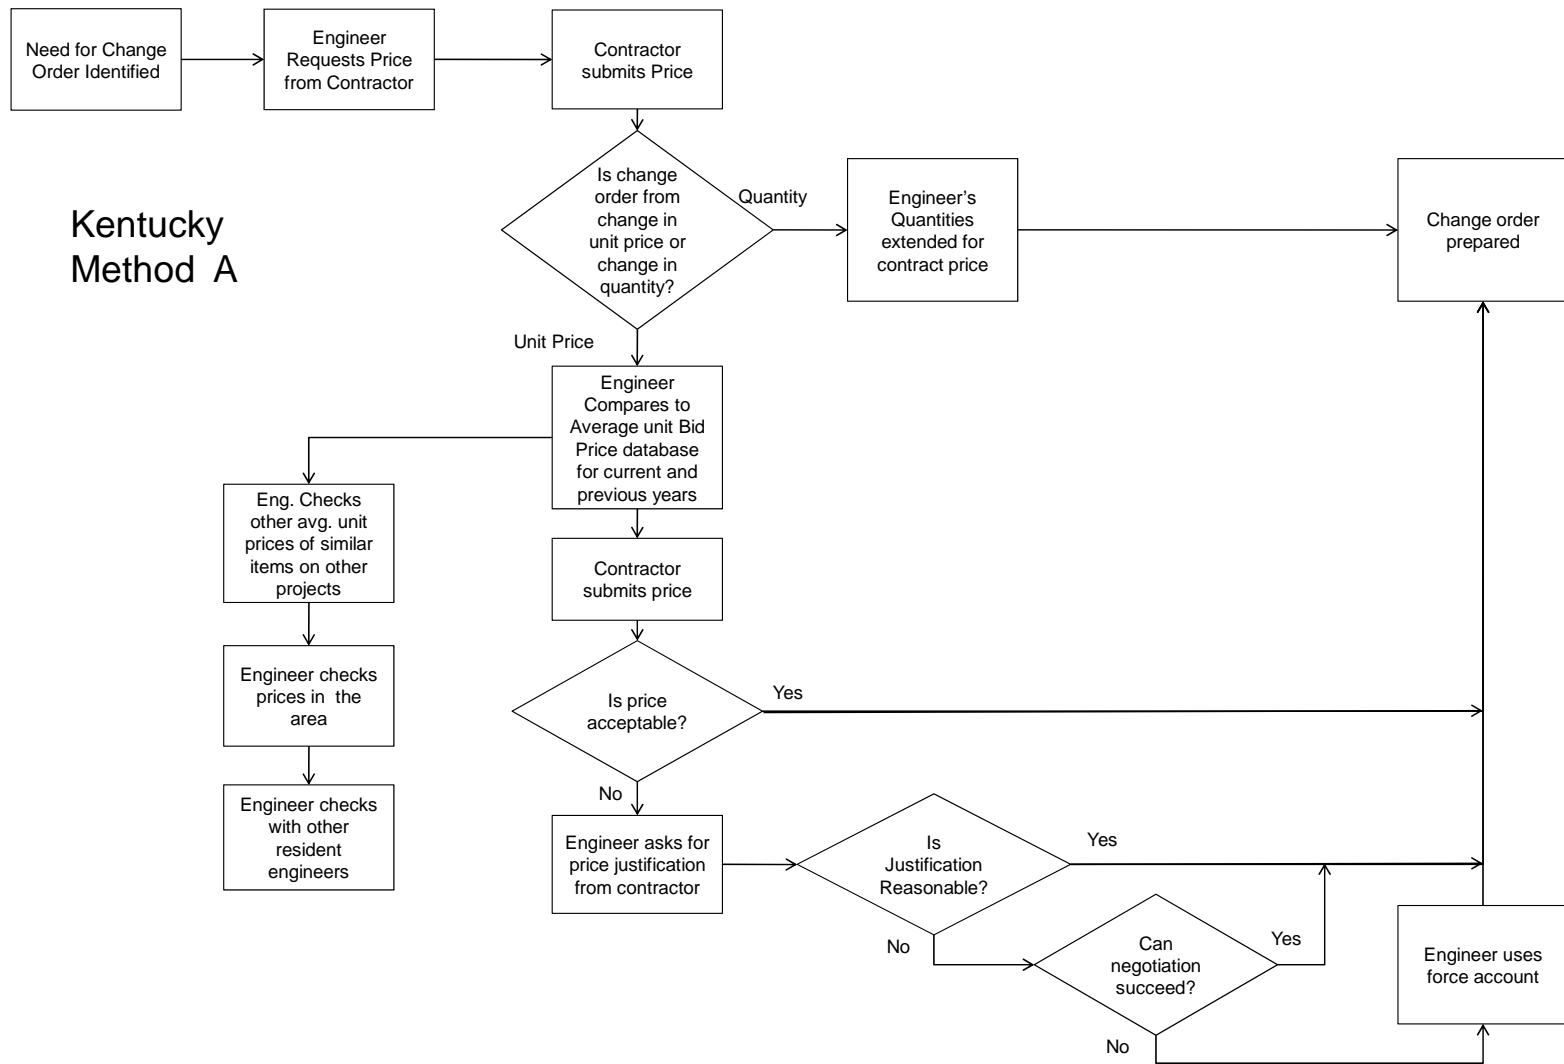 Need for Change
Order Identified
Engineer
Requests Price
from Contractor
Contractor
submits Price
Kentucky
Method A
Is change
order from
change in
unit price or
change in
quantity?
Quantity
Engineer's
Quantities
extended for
contract price
Change order
prepared
Unit Price
Engineer
Compares to
Average unit Bid
Price database
for current and
previous years
Eng. Checks
other avg. unit
prices of similar
items on other
projects
Contractor
submits price
Engineer checks
prices in the
area
Is price
acceptable?
Yes
No
Engineer checks
with other
resident
engineers
Engineer asks for
price justification
from contractor
Is
Justification
Reasonable?
Yes
No
Can
negotiation
succeed?
Yes
No
Engineer uses
force account